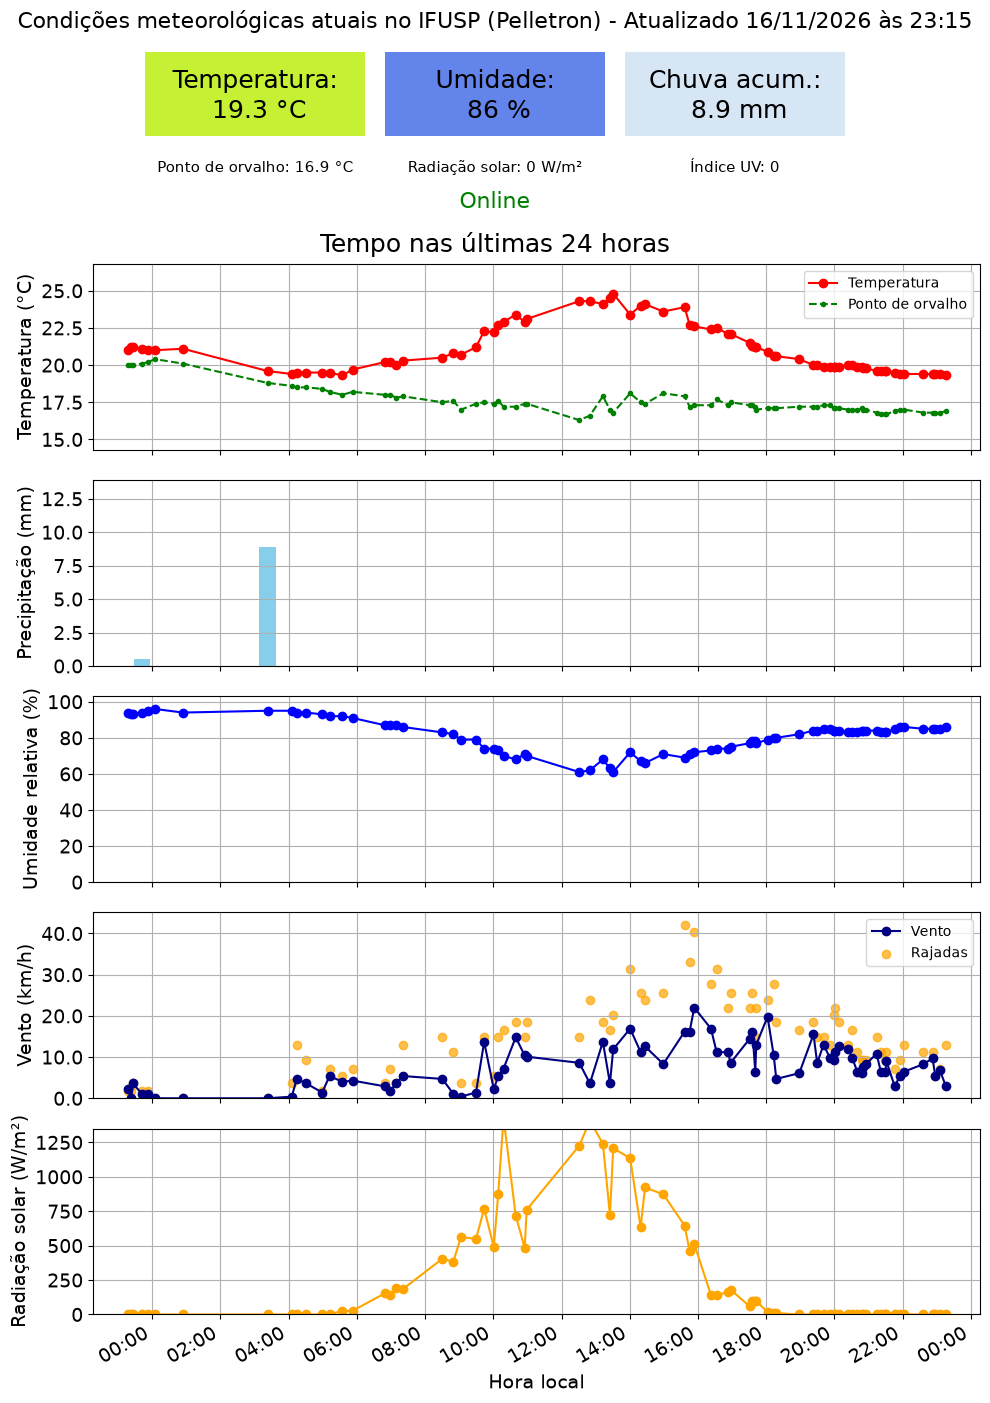 Condições meteorológicas atuais no IFUSP (Pelletron) - Atualizado 16/11/2026 às 23:15
Temperatura:
19.3 °C
Umidade:
86 %
Chuva acum.:
8.9 mm
Ponto de orvalho: 16.9 °C
Radiação solar: 0 W/m²
Índice UV: 0
Online
Tempo nas últimas 24 horas
Temperatura (°C)
25.0
22.5
20.0
17.5
15.0
Temperatura
Ponto de orvalho
Precipitação (mm)
12.5
10.0
7.5
5.0
2.5
0.0
Umidade relativa (%)
100
80
60
40
20
0
Vento (km/h)
40.0
30.0
20.0
10.0
0.0
Vento
Rajadas
Radiação solar (W/m²)
1250
1000
750
500
250
0
00:00
02:00
04:00
06:00
08:00
10:00
12:00
14:00
16:00
18:00
20:00
22:00
00:00
Hora local